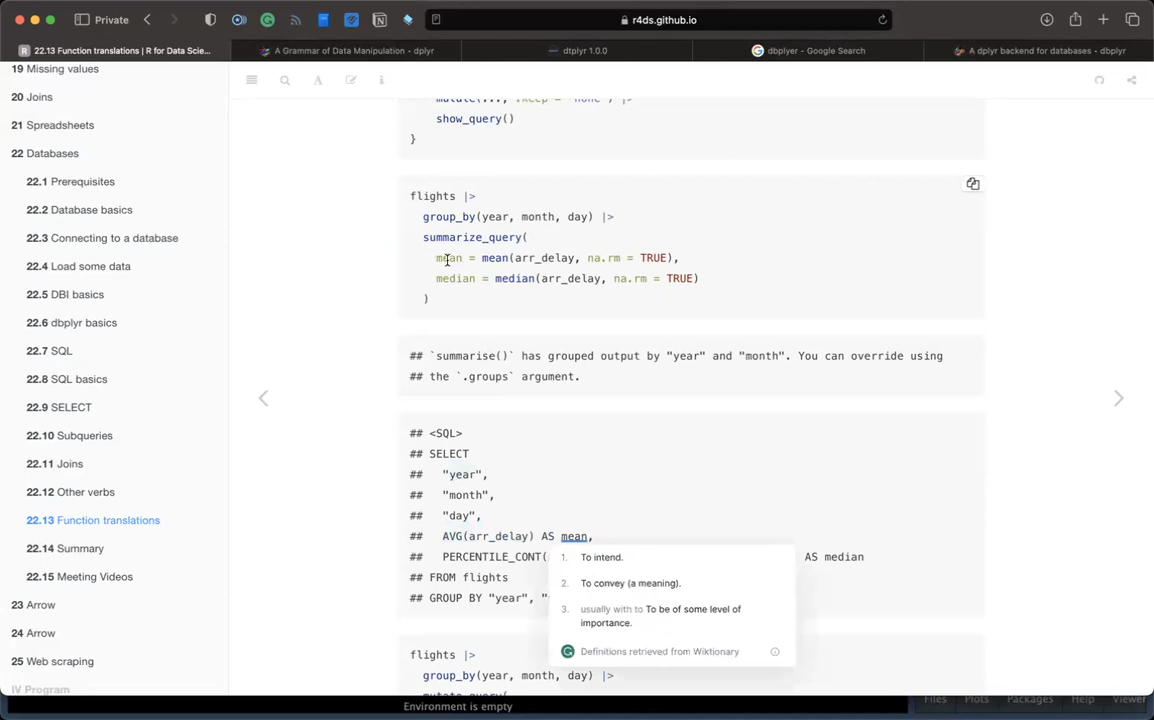 Private
r4ds.github.io
22.13 Function translations | R for Data Scie...
A Grammar of Data Manipulation • dplyr
dtplyr 1.0.0
dbplyer - Google Search
A dplyr backend for databases • dbplyr
19 Missing values
20 Joins
21 Spreadsheets
22 Databases
22.1 Prerequisites
22.2 Database basics
22.3 Connecting to a database
22.4 Load some data
22.5 DBI basics
22.6 dbplyr basics
22.7 SQL
22.8 SQL basics
22.9 SELECT
22.10 Subqueries
22.11 Joins
22.12 Other verbs
22.13 Function translations
22.14 Summary
22.15 Meeting Videos
23 Arrow
24 Arrow
25 Web scraping
IV Program
mutate(..., .keep = "none") |>
show_query()
}
flights |>
group_by(year, month, day) |>
summarize_query(
mean = mean(arr_delay, na.rm = TRUE),
median = median(arr_delay, na.rm = TRUE)
)
## `summarise()` has grouped output by "year" and "month". You can override using
## the `.groups` argument.
## <SQL>
## SELECT
## "year",
## "month",
## "day",
## AVG(arr_delay) AS mean,
## PERCENTILE_CONT( AS median
## FROM flights
## GROUP BY "year", "
1. To intend.
2. To convey (a meaning).
3. usually with to To be of some level of
importance.
Definitions retrieved from Wiktionary
flights |>
group_by(year, month, day) |>
mutate_query(
Environment is empty
Files Plots Packages Help Viewer